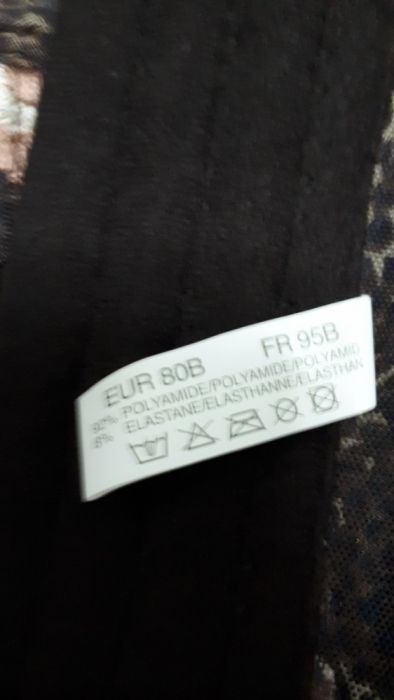 EUR 80B FR 95B
92% POLYAMIDE/POLYAMIDE/POLYAMID
8% ELASTANE/ELASTHANNE/ELASTHAN